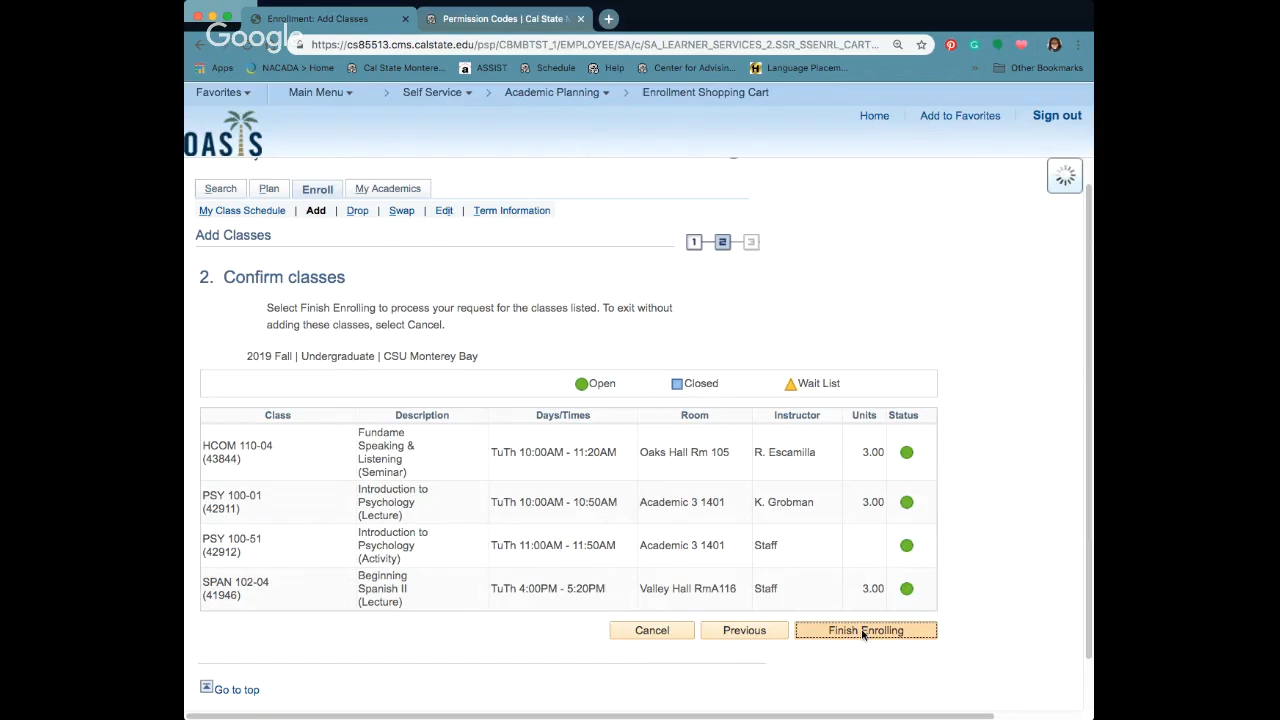 Enrollment: Add Classes
Permission Codes | Cal State M
Google
https://cs85513.cms.calstate.edu/psp/CBMBTST_1/EMPLOYEE/SA/c/SA_LEARNER_SERVICES_2.SSR_SSENRL_CART...
Apps NACADA > Home Cal State Montere... ASSIST Schedule Help Center for Advisin... Language Placem... » Other Bookmarks
Favorites Main Menu > Self Service > Academic Planning > Enrollment Shopping Cart
Home Add to Favorites Sign out
OASIS
Search Plan Enroll My Academics
My Class Schedule | Add | Drop | Swap | Edit | Term Information
Add Classes
1 2 3
2. Confirm classes
Select Finish Enrolling to process your request for the classes listed. To exit without
adding these classes, select Cancel.
2019 Fall | Undergraduate | CSU Monterey Bay
Open Closed Wait List
Class Description Days/Times Room Instructor Units Status
HCOM 110-04
(43844)
Fundame
Speaking &
Listening
(Seminar)
TuTh 10:00AM - 11:20AM Oaks Hall Rm 105 R. Escamilla 3.00
PSY 100-01
(42911)
Introduction to
Psychology
(Lecture)
TuTh 10:00AM - 10:50AM Academic 3 1401 K. Grobman 3.00
PSY 100-51
(42912)
Introduction to
Psychology
(Activity)
TuTh 11:00AM - 11:50AM Academic 3 1401 Staff
SPAN 102-04
(41946)
Beginning
Spanish II
(Lecture)
TuTh 4:00PM - 5:20PM Valley Hall RmA116 Staff 3.00
Cancel Previous Finish Enrolling
Go to top